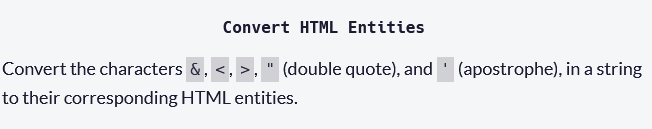 Convert HTML Entities
Convert the characters &, <, >, " (double quote), and ' (apostrophe), in a string
to their corresponding HTML entities.